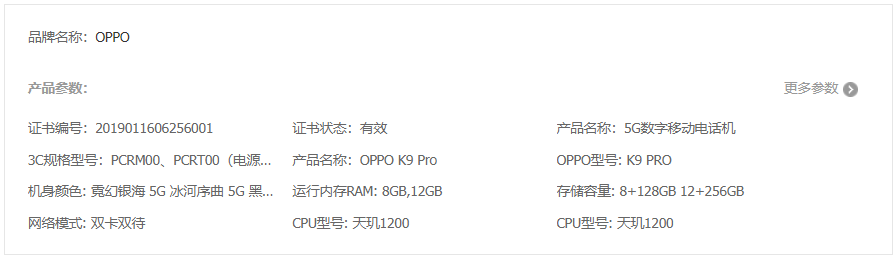 品牌名称：OPPO
产品参数：
更多参数
证书编号：2019011606256001 证书状态：有效 产品名称：5G数字移动电话机
3C规格型号：PCRM00、PCRT00（电源... 产品名称：OPPO K9 Pro OPPO型号: K9 PRO
机身颜色: 霓幻银海 5G 冰河序曲 5G 黑... 运行内存RAM: 8GB,12GB 存储容量: 8+128GB 12+256GB
网络模式: 双卡双待 CPU型号: 天玑1200 CPU型号: 天玑1200